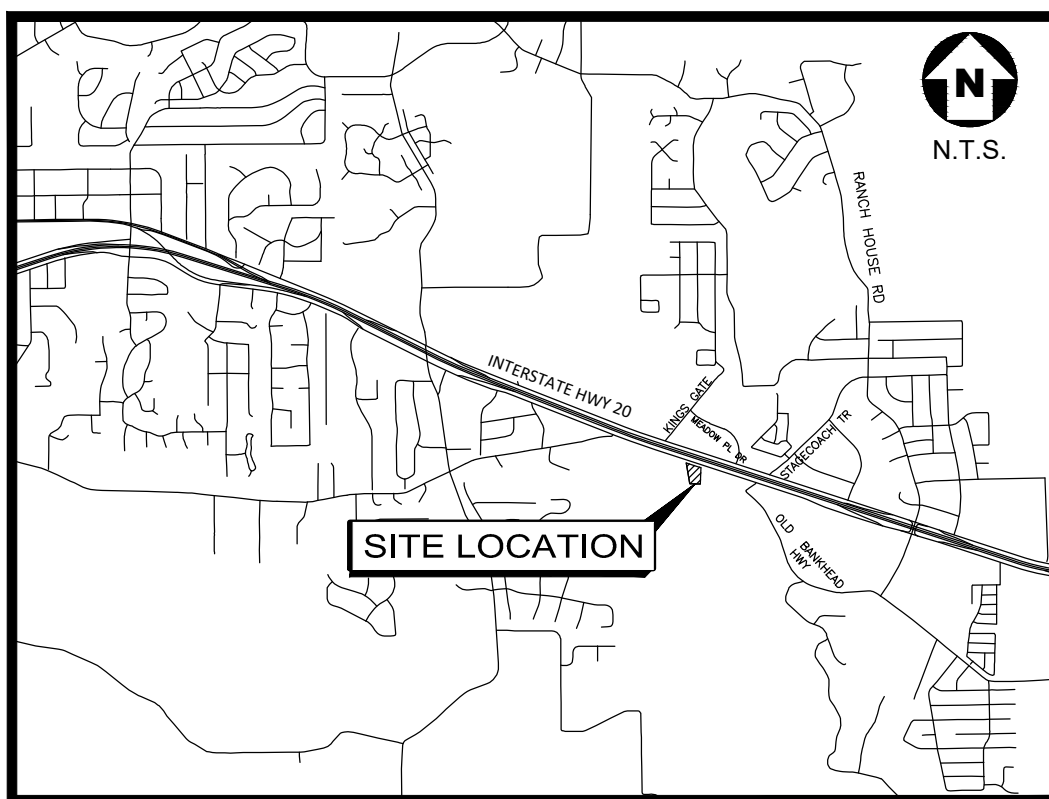 N
N.T.S.
RANCH HOUSE RD
INTERSTATE HWY 20
KINGS GATE
MEADOW PL DR
STAGECOACH TR
OLD BANKHEAD
HWY
SITE LOCATION